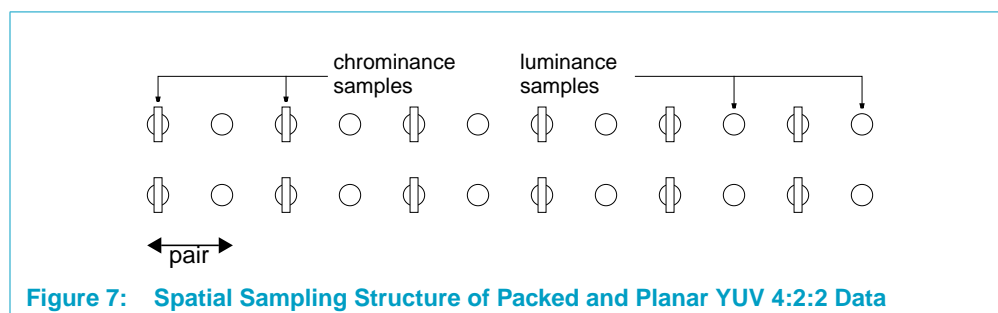 chrominance
samples
luminance
samples
pair
Figure 7: Spatial Sampling Structure of Packed and Planar YUV 4:2:2 Data